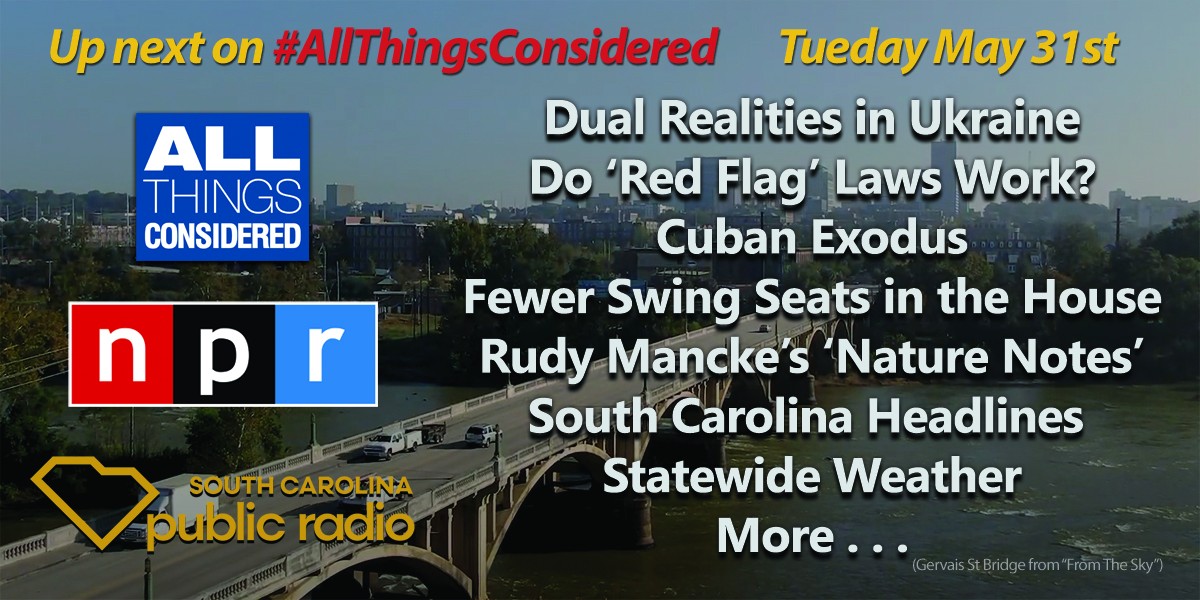 Up next on #AllThingsConsidered
Tueday May 31st
ALL
THINGS
CONSIDERED
npr
SOUTH CAROLINA
public radio
Dual Realities in Ukraine
Do ‘Red Flag’ Laws Work?
Cuban Exodus
Fewer Swing Seats in the House
Rudy Mancke’s ‘Nature Notes’
South Carolina Headlines
Statewide Weather
More . . .
(Gervais St Bridge from “From The Sky”)